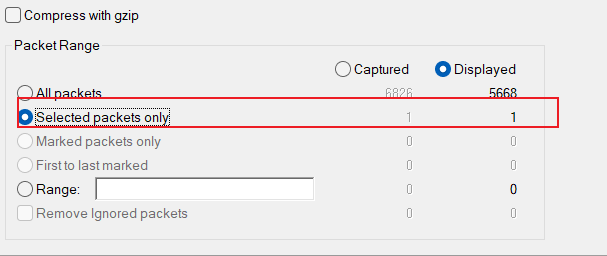 Compress with gzip
Packet Range
Captured Displayed
All packets 6826 5668
Selected packets only 1 1
Marked packets only 0 0
First to last marked 0 0
Range: 0 0
Remove Ignored packets 0 0